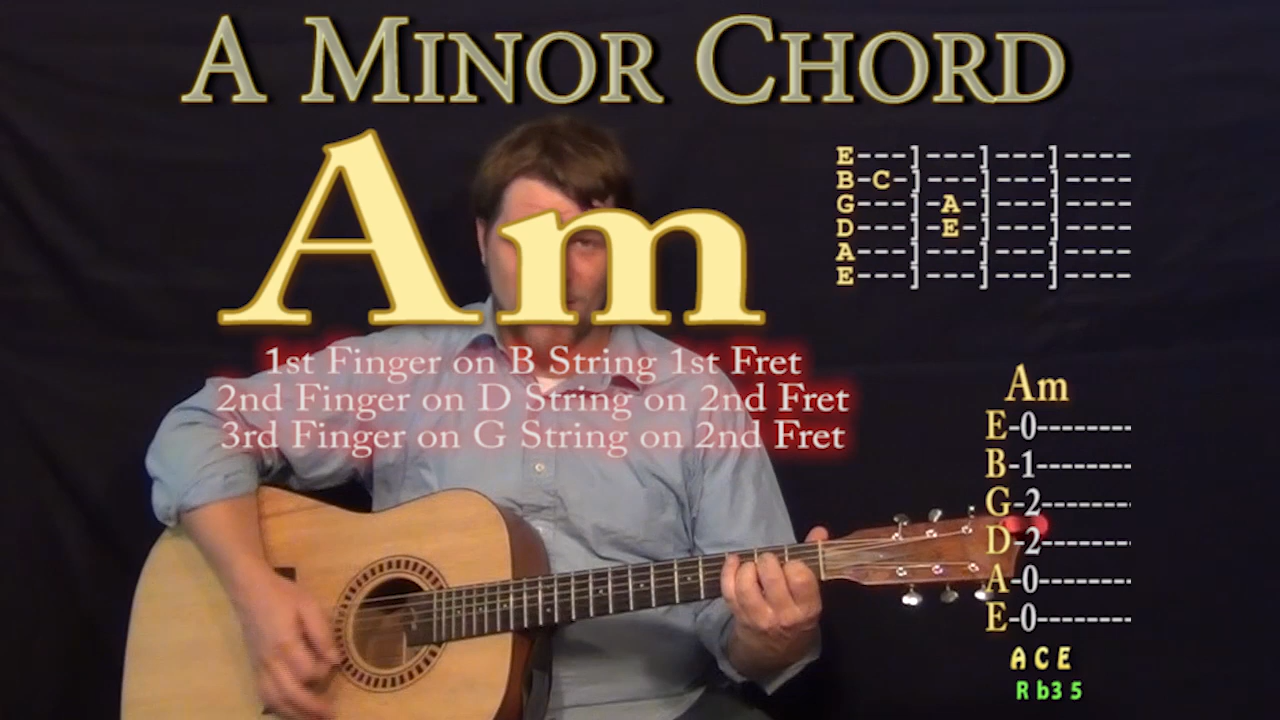 A MINOR CHORD
Am
1st Finger on B String 1st Fret
2nd Finger on D String on 2nd Fret
3rd Finger on G String on 2nd Fret
E---]---]---]----
B-C-]---]---]----
G---]-A-]---]----
D---]-E-]---]----
A---]---]---]----
E---]---]---]----
Am
E-0--------
B-1--------
G-2--------
D-2--------
A-0--------
E-0--------
A C E
R b3 5